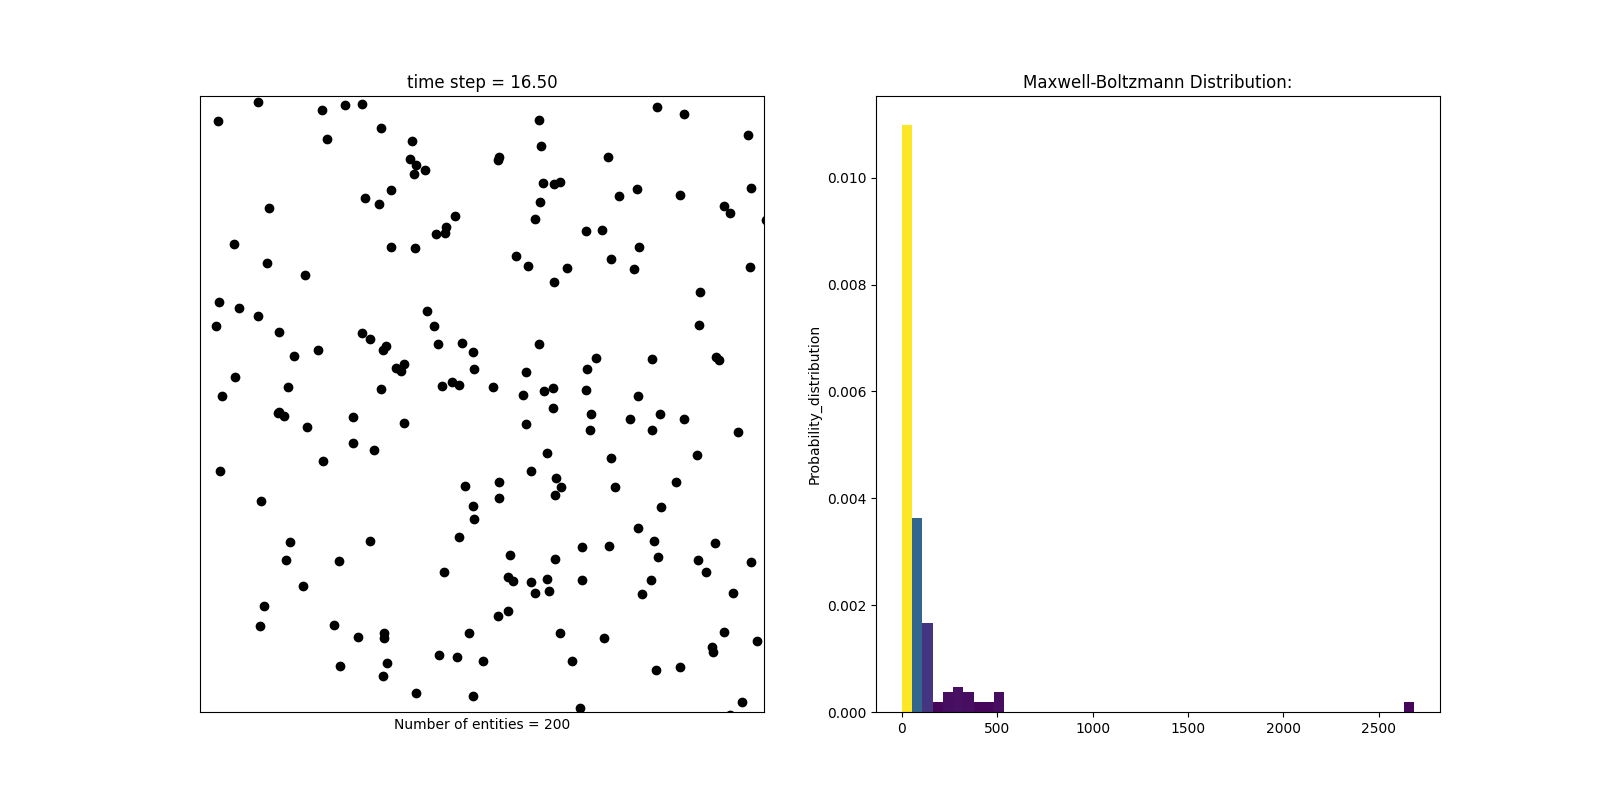 time step = 16.50
Number of entities = 200
Maxwell-Boltzmann Distribution:
Probability_distribution
0.010
0.008
0.006
0.004
0.002
0.000
0 500 1000 1500 2000 2500